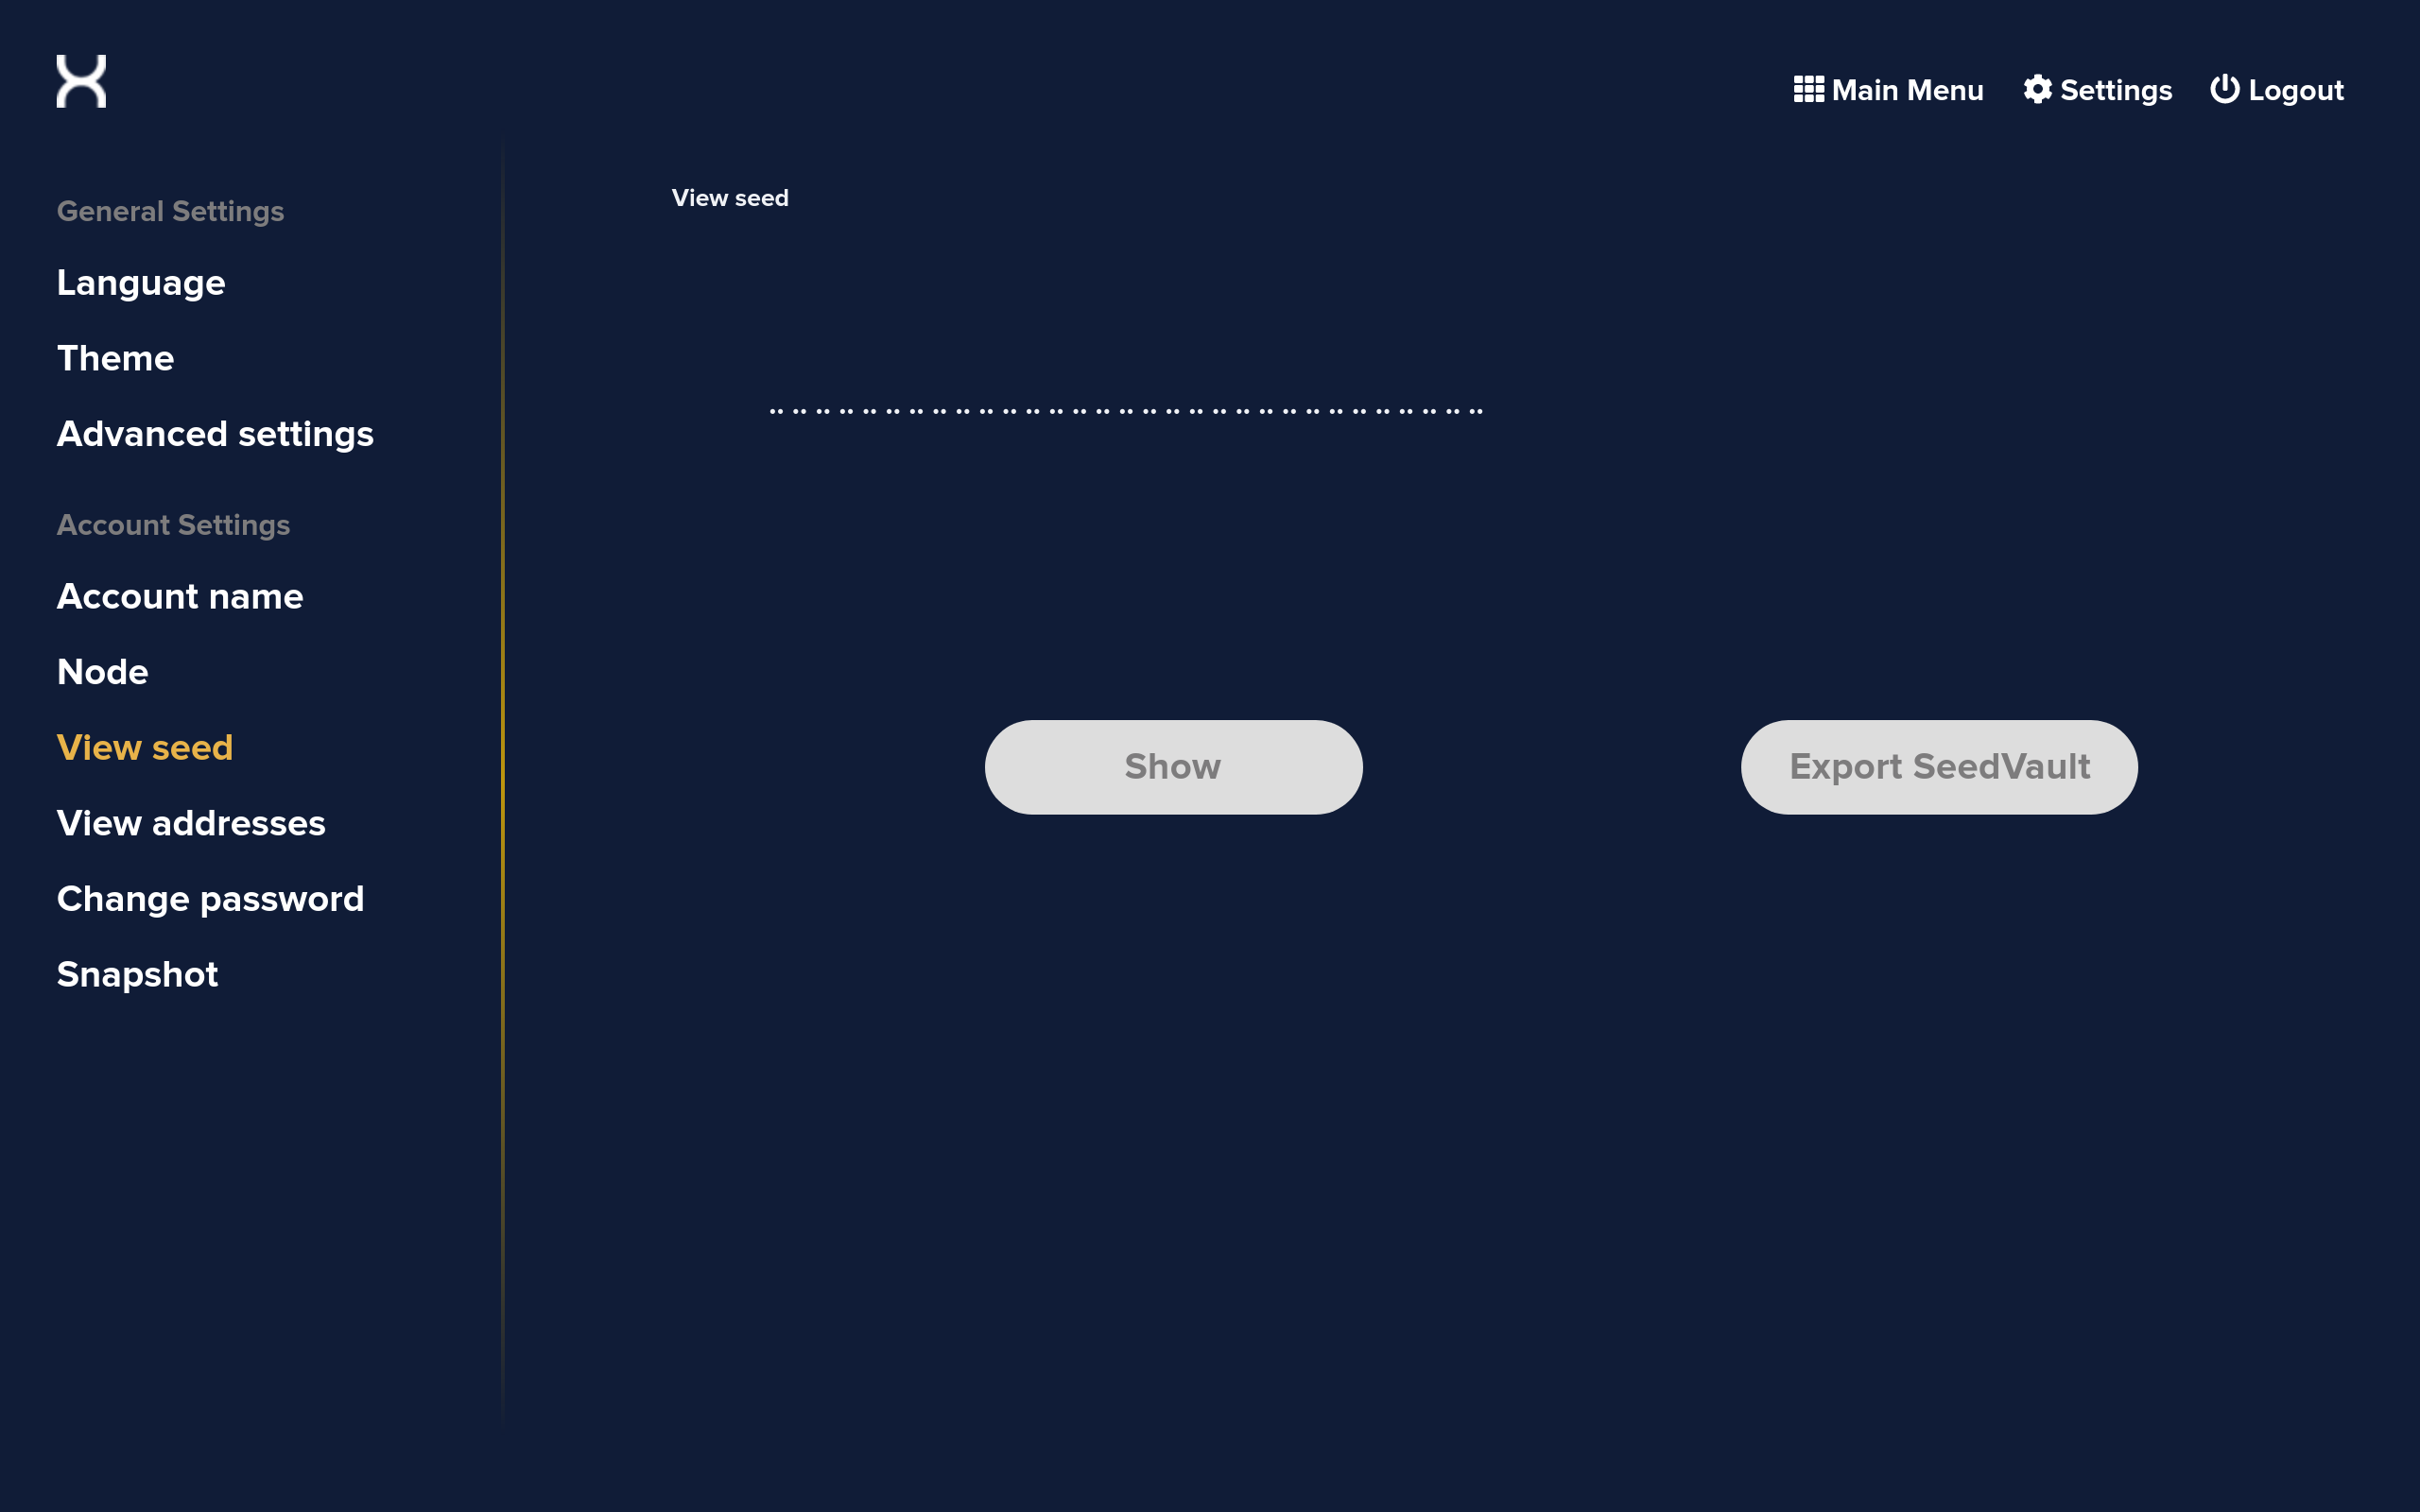 Main Menu
Settings
Logout
General Settings
Language
Theme
Advanced settings
Account Settings
Account name
Node
View seed
View addresses
Change password
Snapshot
View seed
•• •• •• •• •• •• •• •• •• •• •• •• •• •• •• •• •• •• •• •• •• •• •• •• •• •• •• •• •• •• ••
Show
Export SeedVault